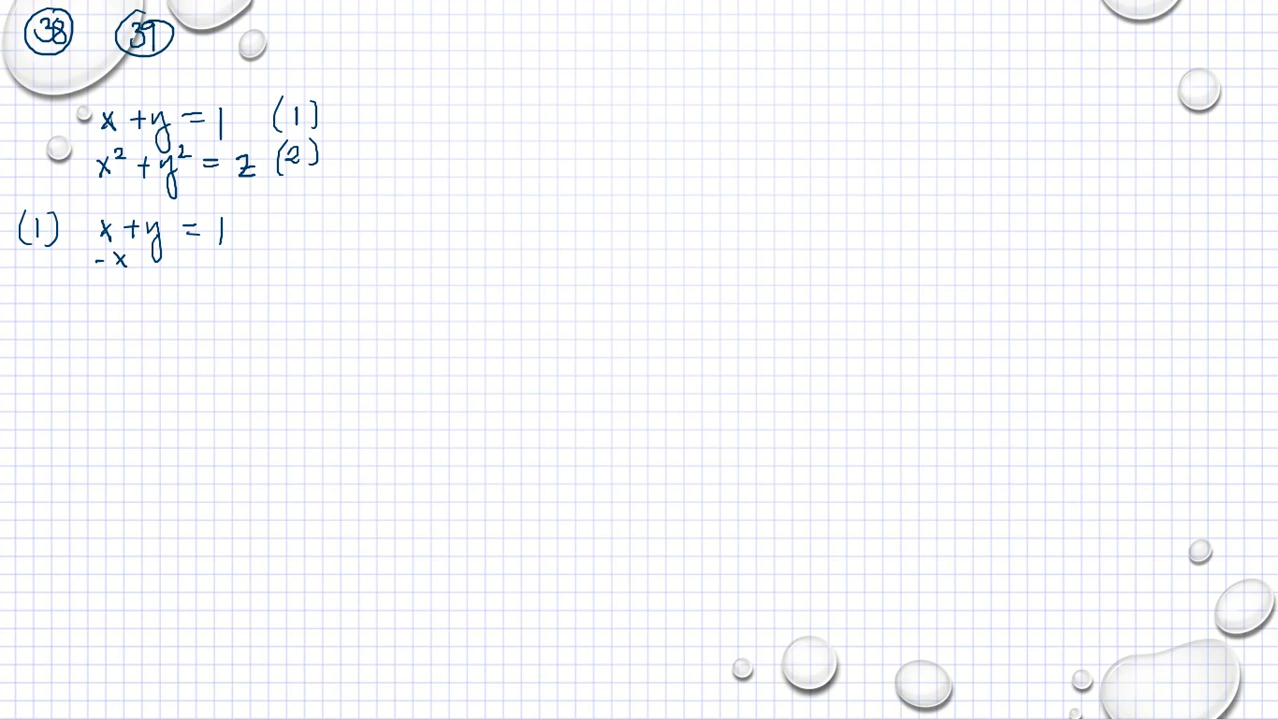 38 39
x + y = 1 (1)
x² + y² = z (2)
(1) x + y = 1
- x